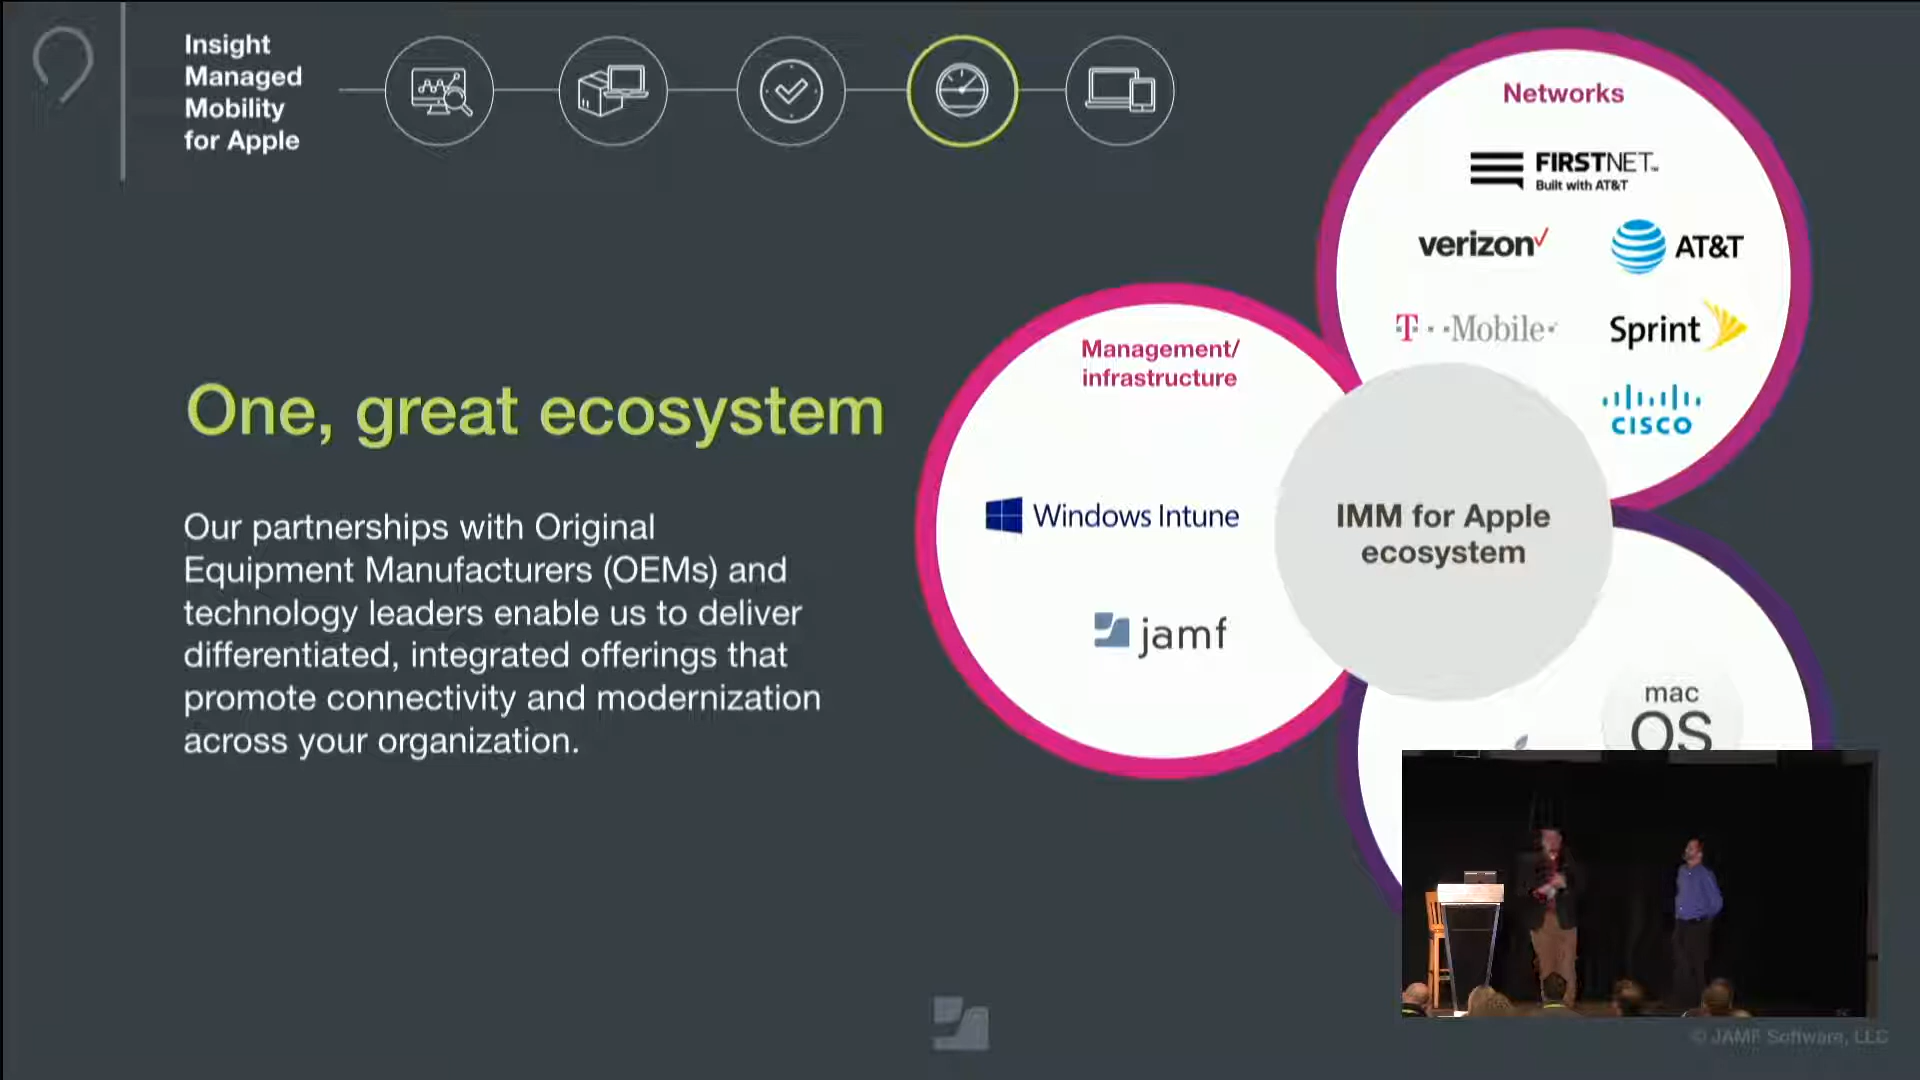 Insight
Managed
Mobility
for Apple
Networks
FIRSTNET™
Built with AT&T
verizon
AT&T
T··Mobile·
Sprint
CISCO
Management/
infrastructure
Windows Intune
jamf
IMM for Apple
ecosystem
mac
OS
One, great ecosystem
Our partnerships with Original
Equipment Manufacturers (OEMs) and
technology leaders enable us to deliver
differentiated, integrated offerings that
promote connectivity and modernization
across your organization.
© JAMF Software, LLC